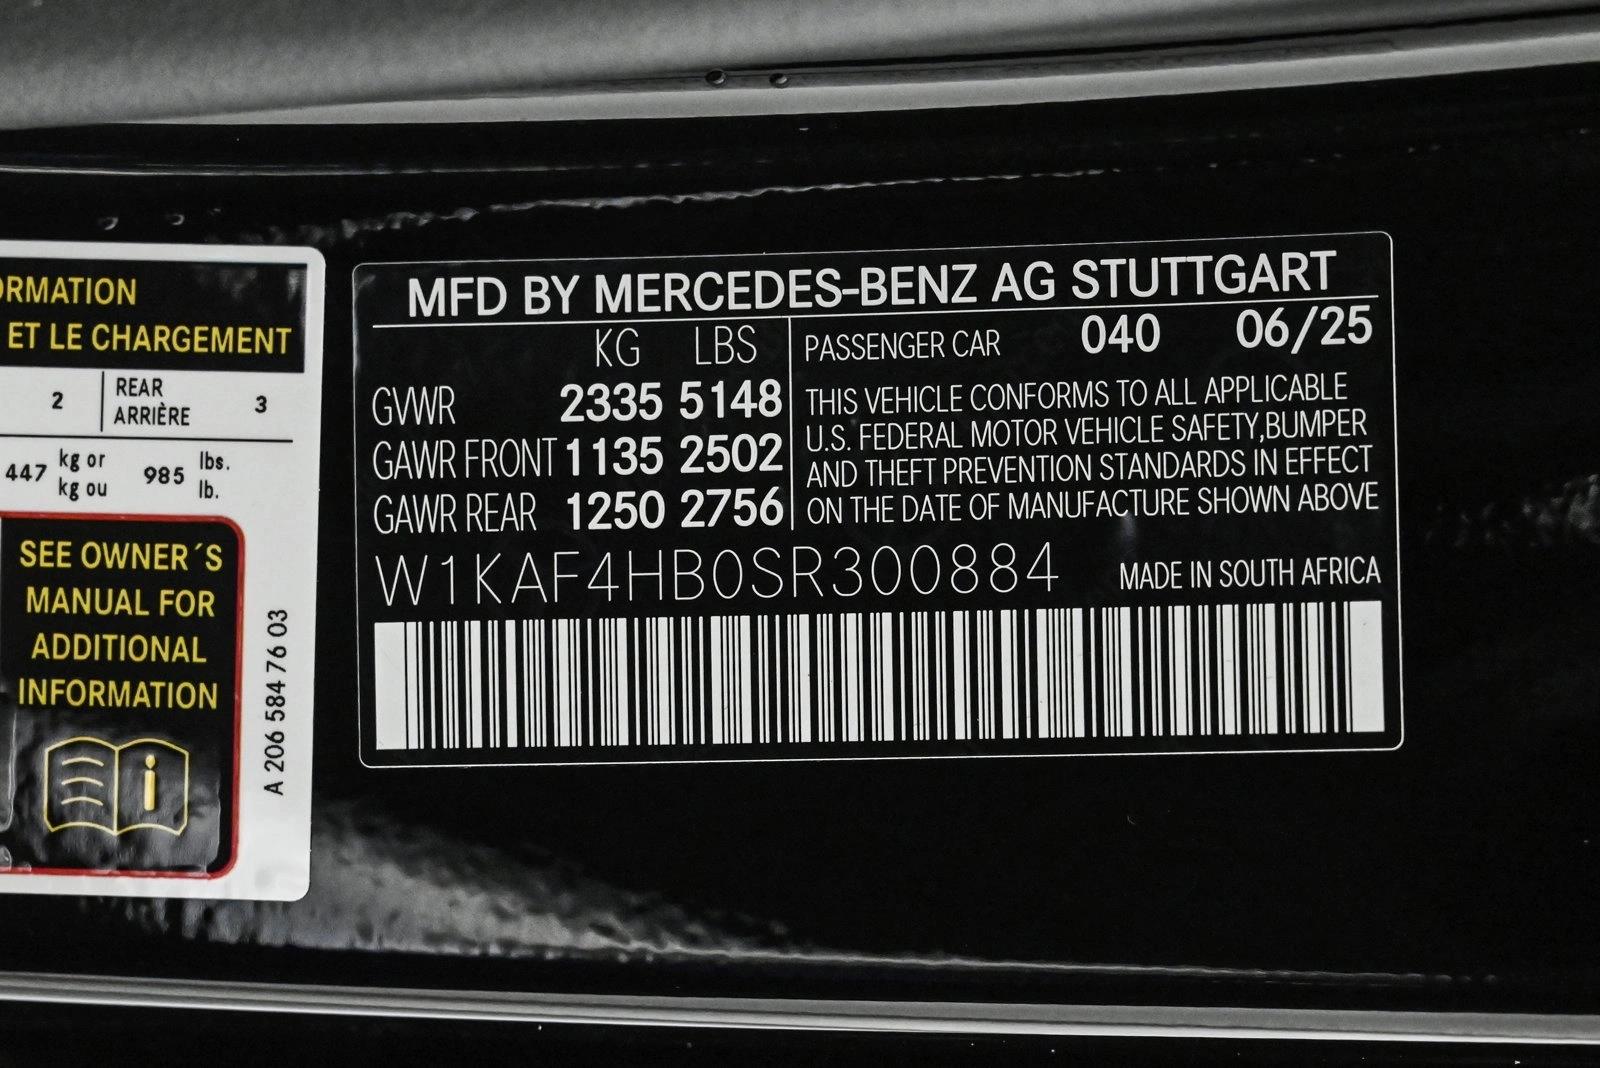 ORMATION
ET LE CHARGEMENT
2 REAR ARRIÈRE 3
447 kg or kg ou 985 lbs. lb.
SEE OWNER´S
MANUAL FOR
ADDITIONAL
INFORMATION
i
A 206 584 76 03
MFD BY MERCEDES-BENZ AG STUTTGART
KG LBS
GVWR 2335 5148
GAWR FRONT 1135 2502
GAWR REAR 1250 2756
PASSENGER CAR 040 06/25
THIS VEHICLE CONFORMS TO ALL APPLICABLE
U.S. FEDERAL MOTOR VEHICLE SAFETY,BUMPER
AND THEFT PREVENTION STANDARDS IN EFFECT
ON THE DATE OF MANUFACTURE SHOWN ABOVE
W1KAF4HB0SR300884 MADE IN SOUTH AFRICA